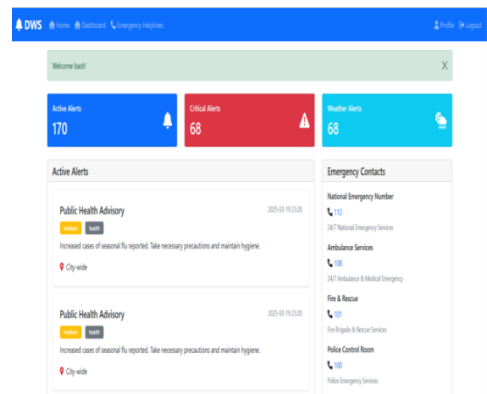 DWS Home Dashboard Emergency Helplines Profile Logout
Welcome back! X
Active Alerts
170
Critical Alerts
68
Weather Alerts
68
Active Alerts
Public Health Advisory 2025-03-19 23:20
medium health
Increased cases of seasonal flu reported. Take necessary precautions and maintain hygiene.
City-wide
Public Health Advisory 2025-03-19 23:20
medium health
Increased cases of seasonal flu reported. Take necessary precautions and maintain hygiene.
City-wide
Emergency Contacts
National Emergency Number
112
24/7 National Emergency Services
Ambulance Services
108
24/7 Ambulance & Medical Emergency
Fire & Rescue
101
Fire Brigade & Rescue Services
Police Control Room
100
Police Emergency Services